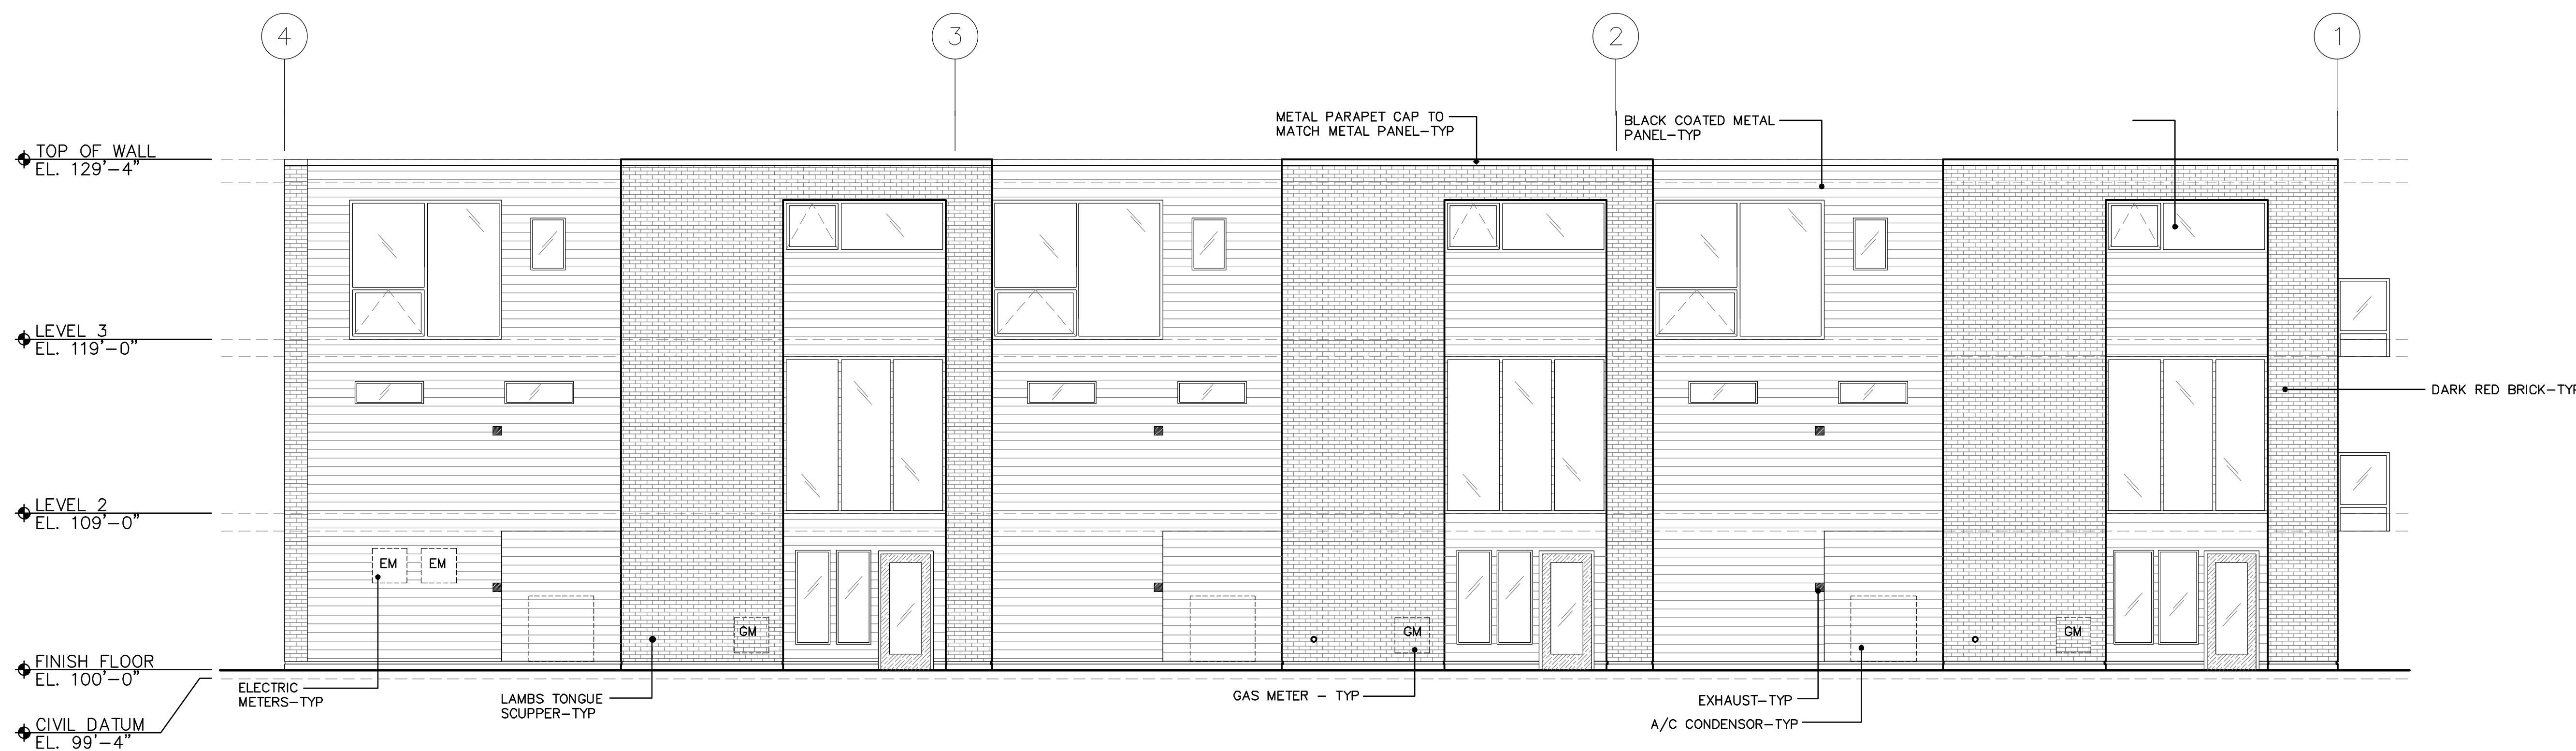 4
3
2
1
METAL PARAPET CAP TO
MATCH METAL PANEL-TYP
BLACK COATED METAL
PANEL-TYP
TOP OF WALL
EL. 129'-4"
LEVEL 3
EL. 119'-0"
DARK RED BRICK-TYP
LEVEL 2
EL. 109'-0"
EM
EM
GM
GM
GM
FINISH FLOOR
EL. 100'-0"
ELECTRIC
METERS-TYP
LAMBS TONGUE
SCUPPER-TYP
GAS METER - TYP
EXHAUST-TYP
A/C CONDENSOR-TYP
CIVIL DATUM
EL. 99'-4"